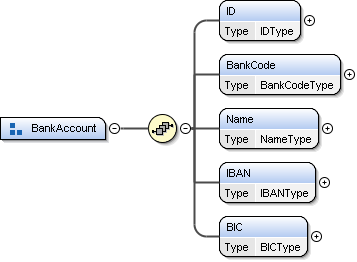 ID
Type IDType
BankCode
Type BankCodeType
BankAccount
Name
Type NameType
IBAN
Type IBANType
BIC
Type BICType